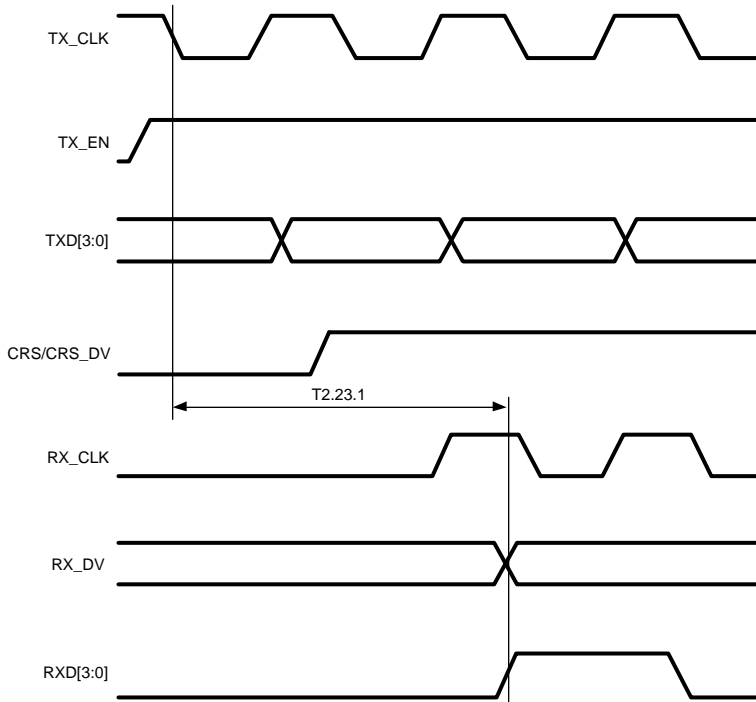 TX_CLK
TX_EN
TXD[3:0]
CRS/CRS_DV
T2.23.1
RX_CLK
RX_DV
RXD[3:0]